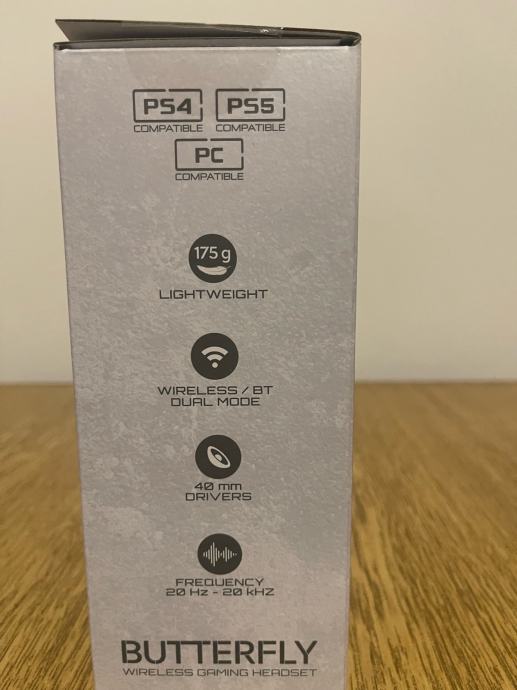 PS4 PS5
COMPATIBLE COMPATIBLE
PC
COMPATIBLE
175 g
LIGHTWEIGHT
WIRELESS / BT
DUAL MODE
40 mm
DRIVERS
FREQUENCY
20 Hz - 20 kHZ
BUTTERFLY
WIRELESS GAMING HEADSET